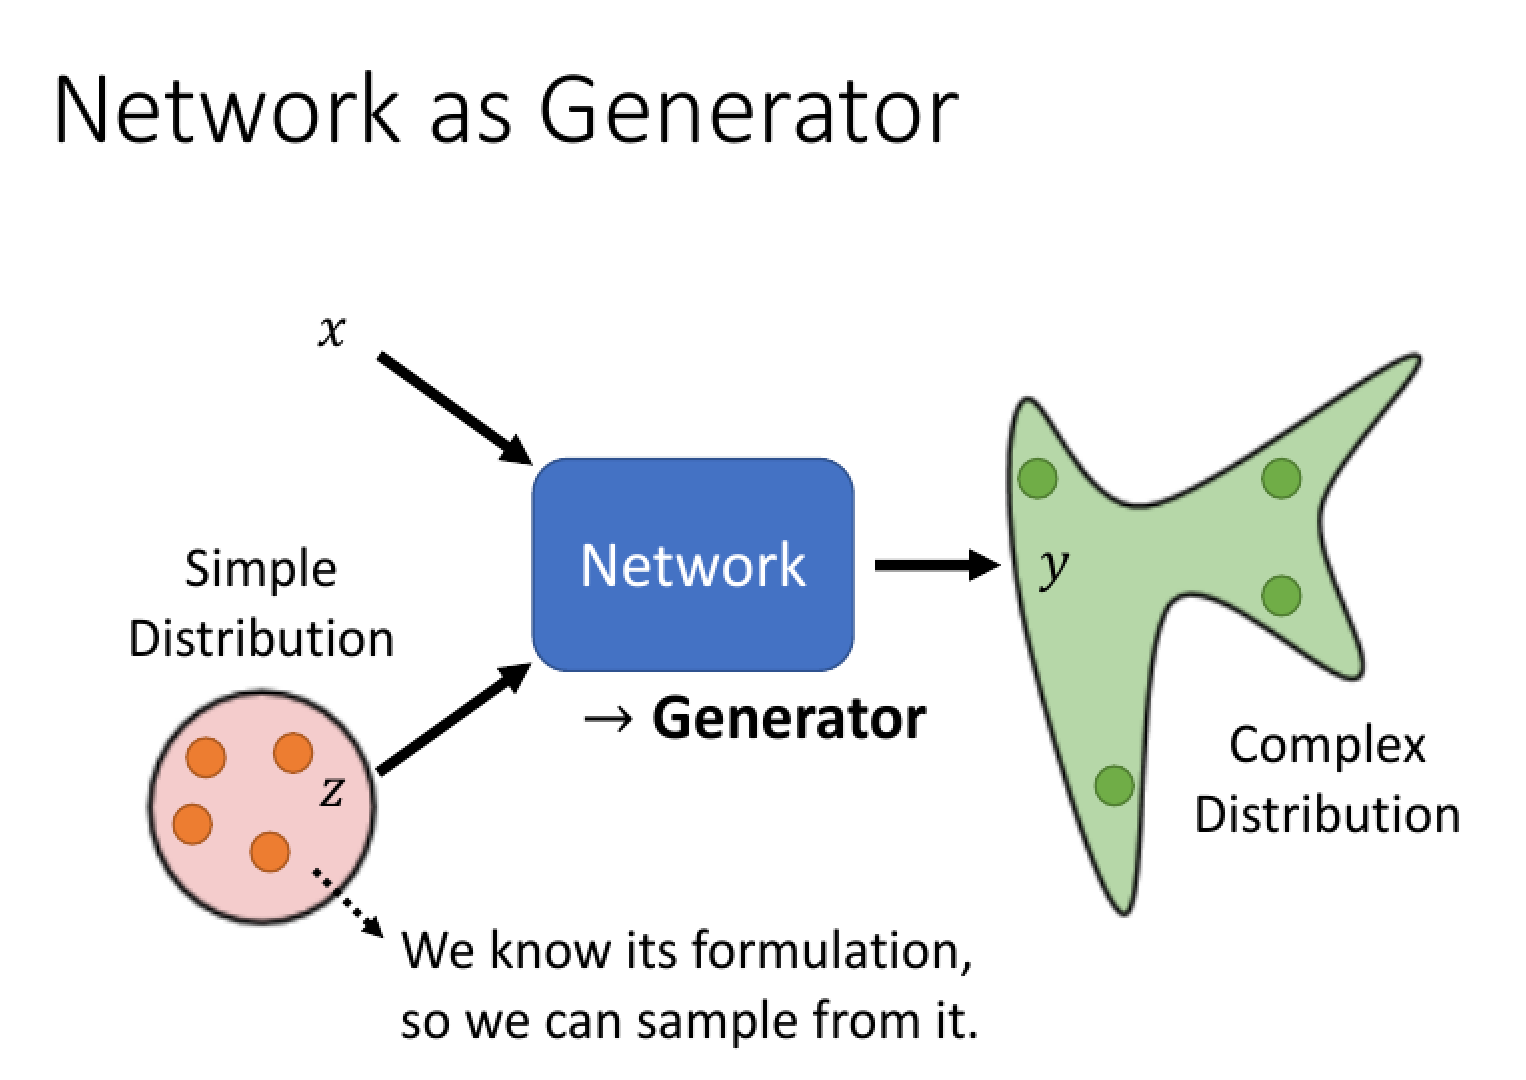 Network as Generator
x
Simple
Distribution
z
Network
→ Generator
y
Complex
Distribution
We know its formulation,
so we can sample from it.